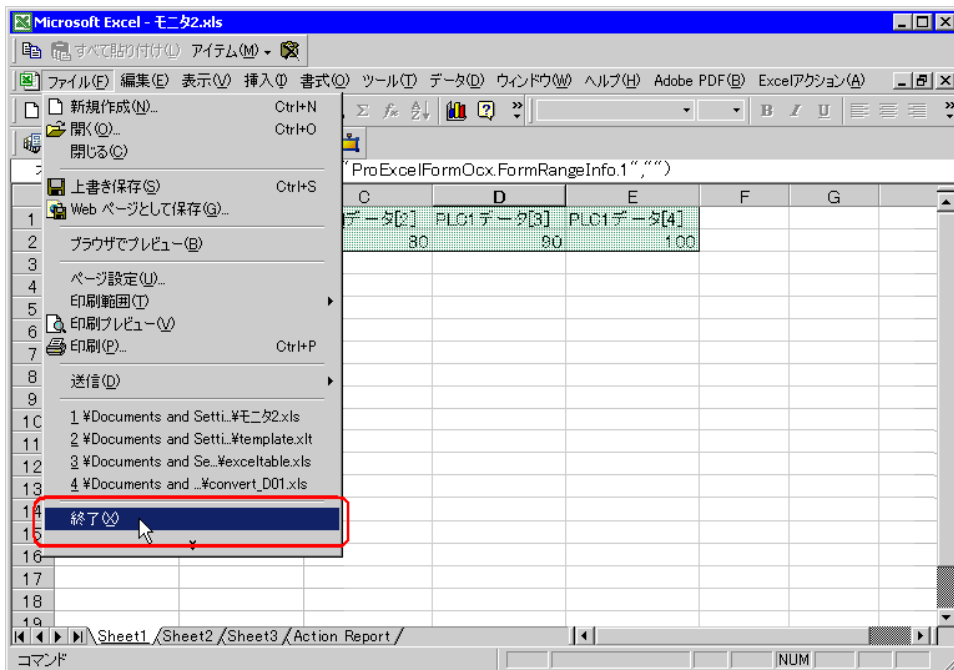 Microsoft Excel - モニタ2.xls
すべて貼り付け(L) アイテム(M)
ファイル(F) 編集(E) 表示(V) 挿入(I) 書式(O) ツール(T) データ(D) ウィンドウ(W) ヘルプ(H) Adobe PDF(B) Excelアクション(A)
新規作成(N)... Ctrl+N
開く(O)... Ctrl+O
閉じる(C)
"ProExcelFormOcx.FormRangeInfo.1","")
上書き保存(S) Ctrl+S
Web ページとして保存(G)...
ブラウザでプレビュー(B)
ページ設定(U)...
印刷範囲(T)
印刷プレビュー(V)
印刷(P)... Ctrl+P
送信(D)
1 ¥Documents and Setti...¥モニタ2.xls
2 ¥Documents and Setti...¥template.xlt
3 ¥Documents and Se...¥exceltable.xls
4 ¥Documents and ...¥convert_D01.xls
終了(X)
C D E F G
1 データ[2] PLC1データ[3] PLC1データ[4]
2 80 90 100
3
4
5
6
7
8
9
10
11
12
13
14
15
16
17
18
19
Sheet1 Sheet2 Sheet3 Action Report
コマンド NUM